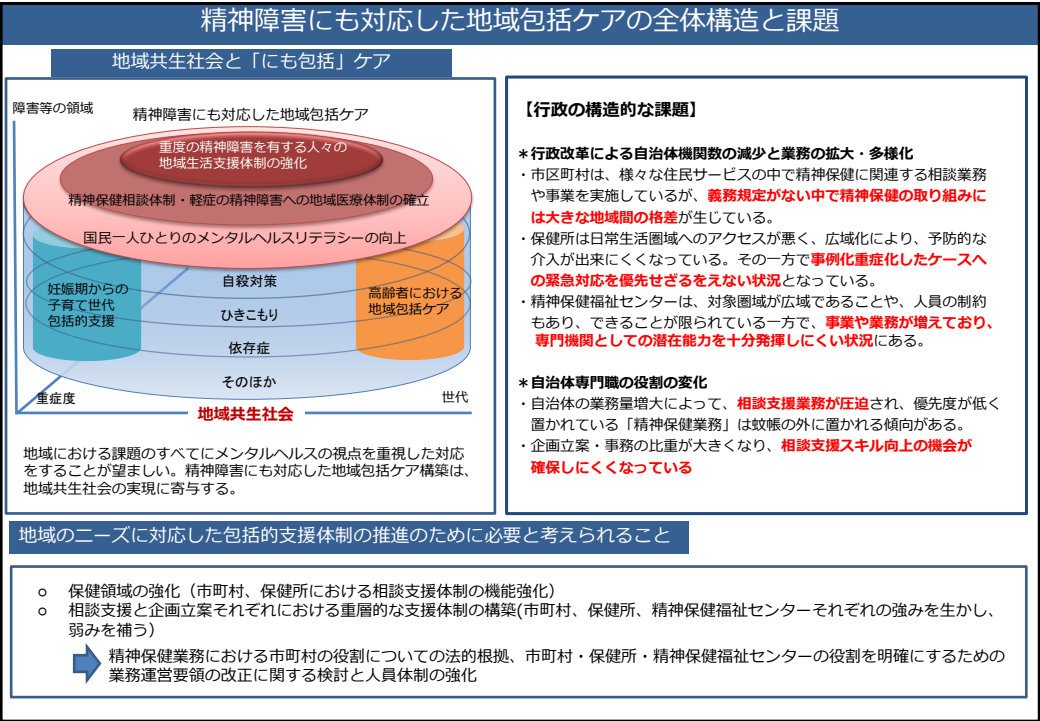 精神障害にも対応した地域包括ケアの全体構造と課題
地域共生社会と「にも包括」ケア
障害等の領域
精神障害にも対応した地域包括ケア
重度の精神障害を有する人々の
地域生活支援体制の強化
精神保健相談体制・軽症の精神障害への地域医療体制の確立
国民一人ひとりのメンタルヘルスリテラシーの向上
妊娠期からの
子育て世代
包括的支援
自殺対策
ひきこもり
依存症
そのほか
高齢者における
地域包括ケア
重症度
世代
地域共生社会
地域における課題のすべてにメンタルヘルスの視点を重視した対応
をすることが望ましい。精神障害にも対応した地域包括ケア構築は、
地域共生社会の実現に寄与する。
【行政の構造的な課題】
＊行政改革による自治体機関数の減少と業務の拡大・多様化
・市区町村は、様々な住民サービスの中で精神保健に関連する相談業務
や事業を実施しているが、義務規定がない中で精神保健の取り組みに
は大きな地域間の格差が生じている。
・保健所は日常生活圏域へのアクセスが悪く、広域化により、予防的な
介入が出来にくくなっている。その一方で事例化重症化したケースへ
の緊急対応を優先せざるをえない状況となっている。
・精神保健福祉センターは、対象圏域が広域であることや、人員の制約
もあり、できることが限られている一方で、事業や業務が増えており、
専門機関としての潜在能力を十分発揮しにくい状況にある。
＊自治体専門職の役割の変化
・自治体の業務量増大によって、相談支援業務が圧迫され、優先度が低く
置かれている「精神保健業務」は蚊帳の外に置かれる傾向がある。
・企画立案・事務の比重が大きくなり、相談支援スキル向上の機会が
確保しにくくなっている
地域のニーズに対応した包括的支援体制の推進のために必要と考えられること
○ 保健領域の強化（市町村、保健所における相談支援体制の機能強化）
○ 相談支援と企画立案それぞれにおける重層的な支援体制の構築(市町村、保健所、精神保健福祉センターそれぞれの強みを生かし、
弱みを補う）
精神保健業務における市町村の役割についての法的根拠、市町村・保健所・精神保健福祉センターの役割を明確にするための
業務運営要領の改正に関する検討と人員体制の強化